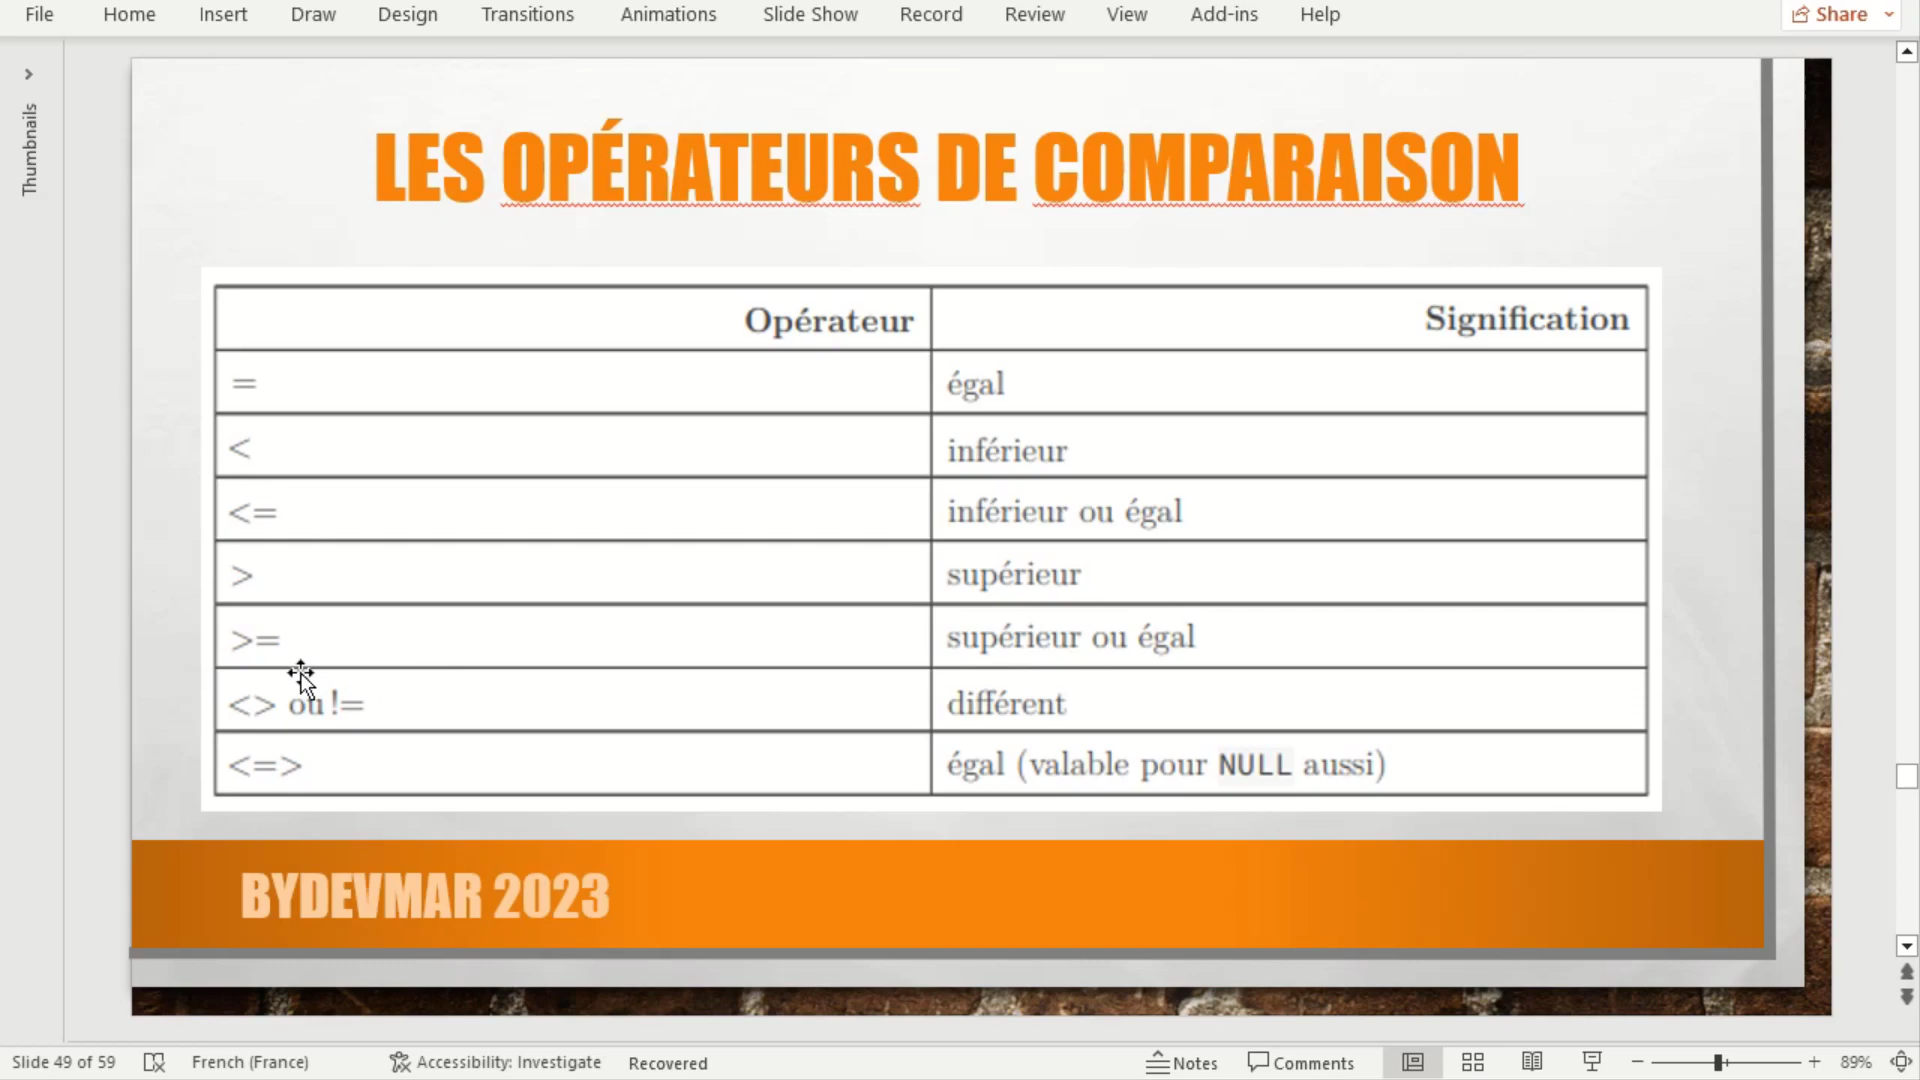 File Home Insert Draw Design Transitions Animations Slide Show Record Review View Add-ins Help Share
Thumbnails
LES OPÉRATEURS DE COMPARAISON
Opérateur Signification
= égal
< inférieur
<= inférieur ou égal
> supérieur
>= supérieur ou égal
<> ou != différent
<=> égal (valable pour NULL aussi)
BYDEVMAR 2023
Slide 49 of 59 French (France) Accessibility: Investigate Recovered Notes Comments 89%